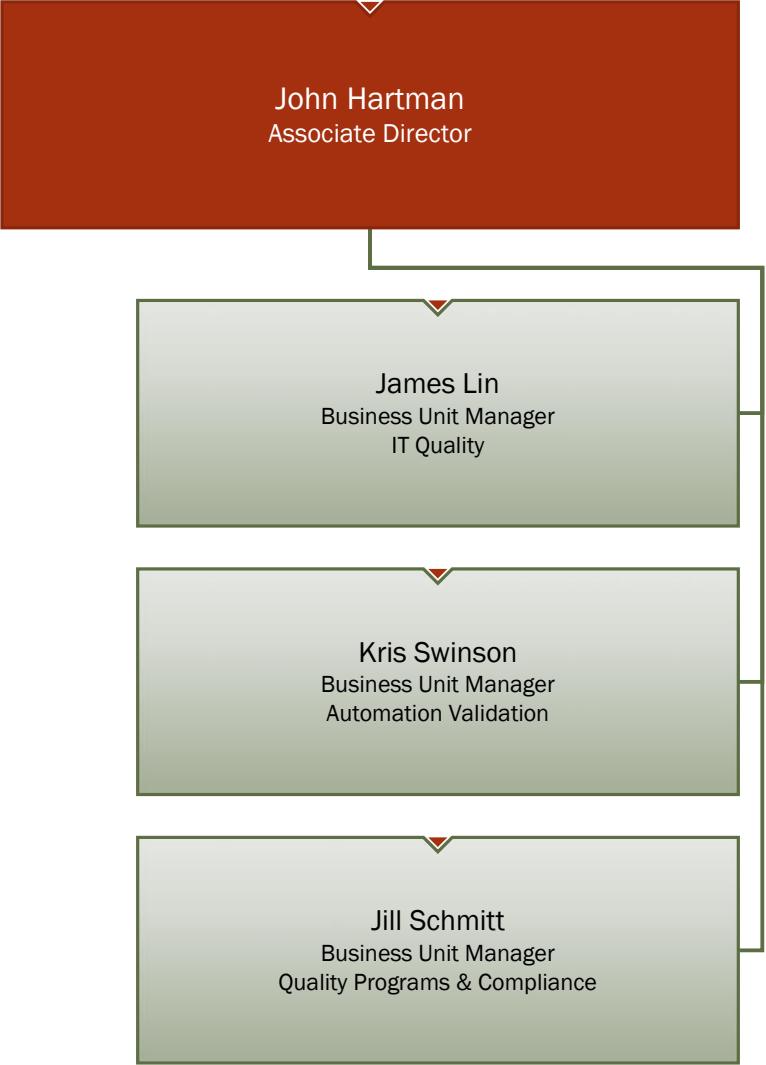 John Hartman
Associate Director
James Lin
Business Unit Manager
IT Quality
Kris Swinson
Business Unit Manager
Automation Validation
Jill Schmitt
Business Unit Manager
Quality Programs & Compliance